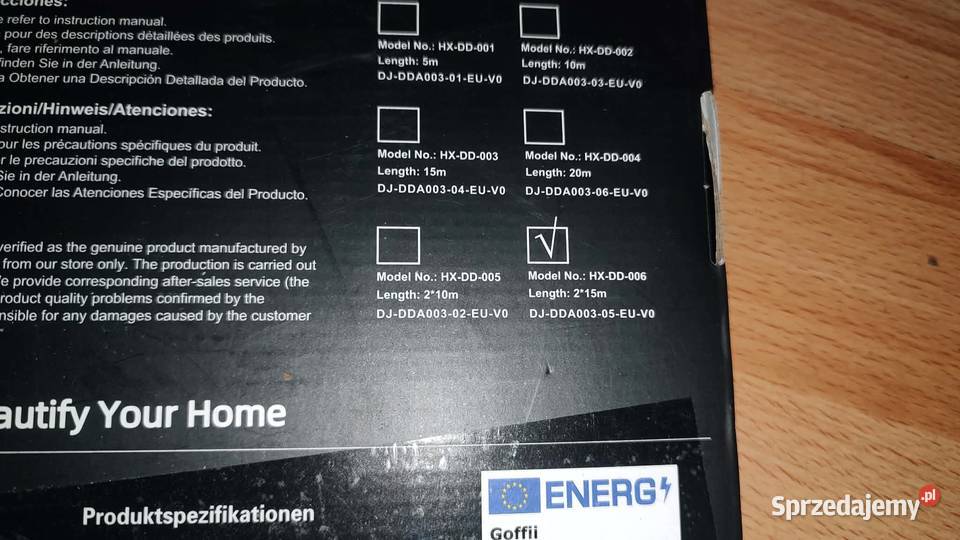 refer to instruction manual.
pour des descriptions détaillées des produits.
, fare riferimento al manuale.
finden Sie in der Anleitung.
a Obtener una Descripción Detallada del Producto.
zioni/Hinweis/Atenciones:
struction manual.
our les précautions spécifiques du produit.
r le precauzioni specifiche del prodotto.
Sie in der Anleitung.
Conocer las Atenciones Específicas del Producto.
verified as the genuine product manufactured by
from our store only. The production is carried out
e provide corresponding after-sales service (the
roduct quality problems confirmed by the
nsible for any damages caused by the customer
Model No.: HX-DD-001
Length: 5m
DJ-DDA003-01-EU-V0
Model No.: HX-DD-002
Length: 10m
DJ-DDA003-03-EU-V0
Model No.: HX-DD-003
Length: 15m
DJ-DDA003-04-EU-V0
Model No.: HX-DD-004
Length: 20m
DJ-DDA003-06-EU-V0
Model No.: HX-DD-005
Length: 2*10m
DJ-DDA003-02-EU-V0
√
Model No.: HX-DD-006
Length: 2*15m
DJ-DDA003-05-EU-V0
autify Your Home
Produktspezifikationen
ENERG
Goffii
Sprzedajemy.pl